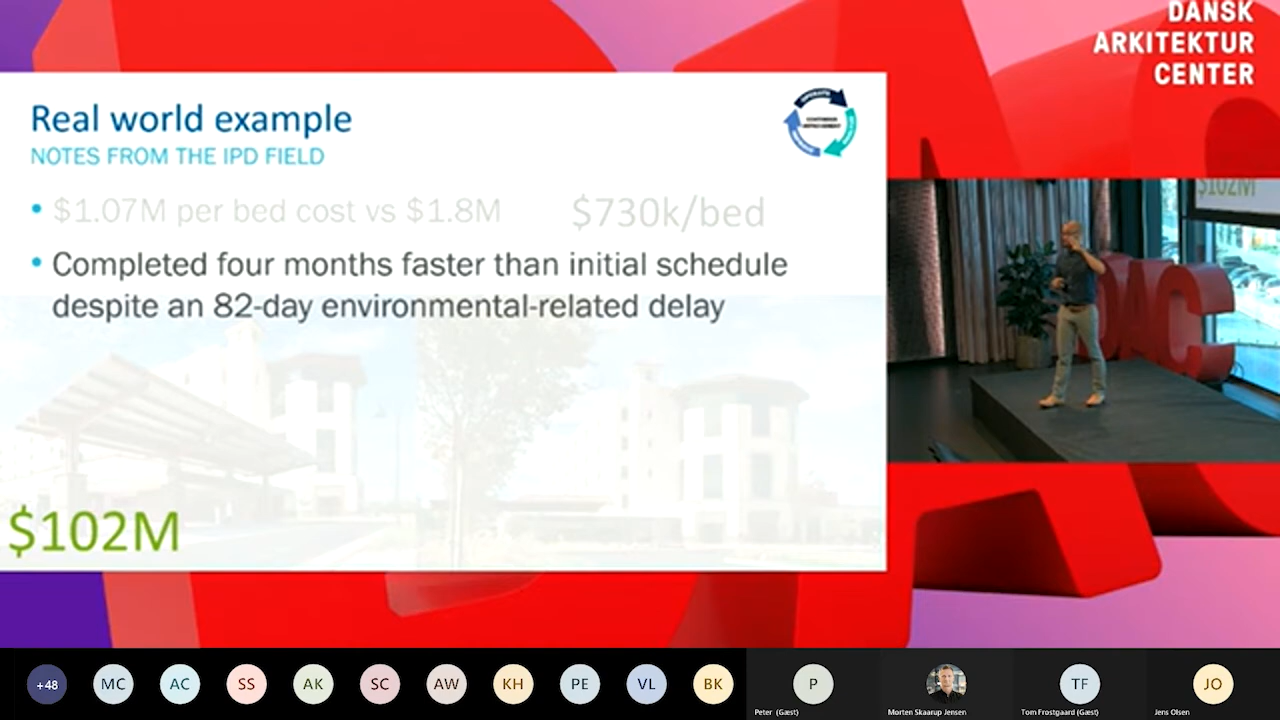 DANSK
ARKITEKTUR
CENTER
Real world example
NOTES FROM THE IPD FIELD
• $1.07M per bed cost vs $1.8M $730k/bed
• Completed four months faster than initial schedule
despite an 82-day environmental-related delay
$102M
$102M
DAC
+48 MC AC SS AK SC AW KH PE VL BK P TF JO
Peter (Gæst) Morten Skaarup Jensen Tom Frostgaard (Gæst) Jens Olsen